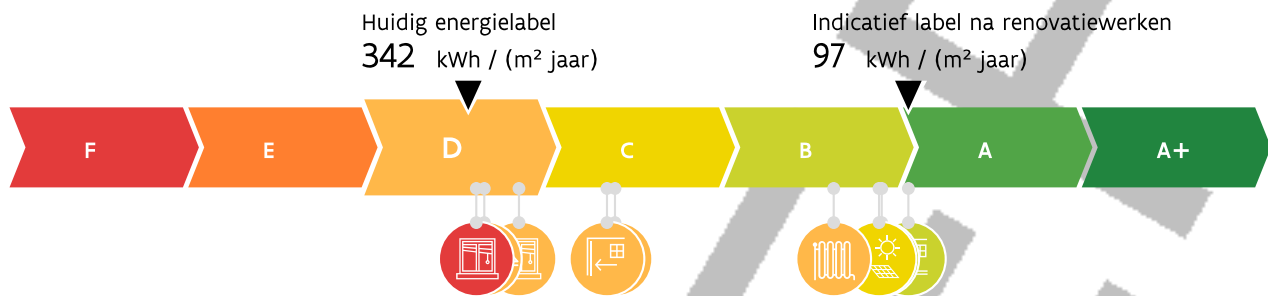 Huidig energielabel
342 kWh / (m² jaar)
Indicatief label na renovatiewerken
97 kWh / (m² jaar)
F E D C B A A+